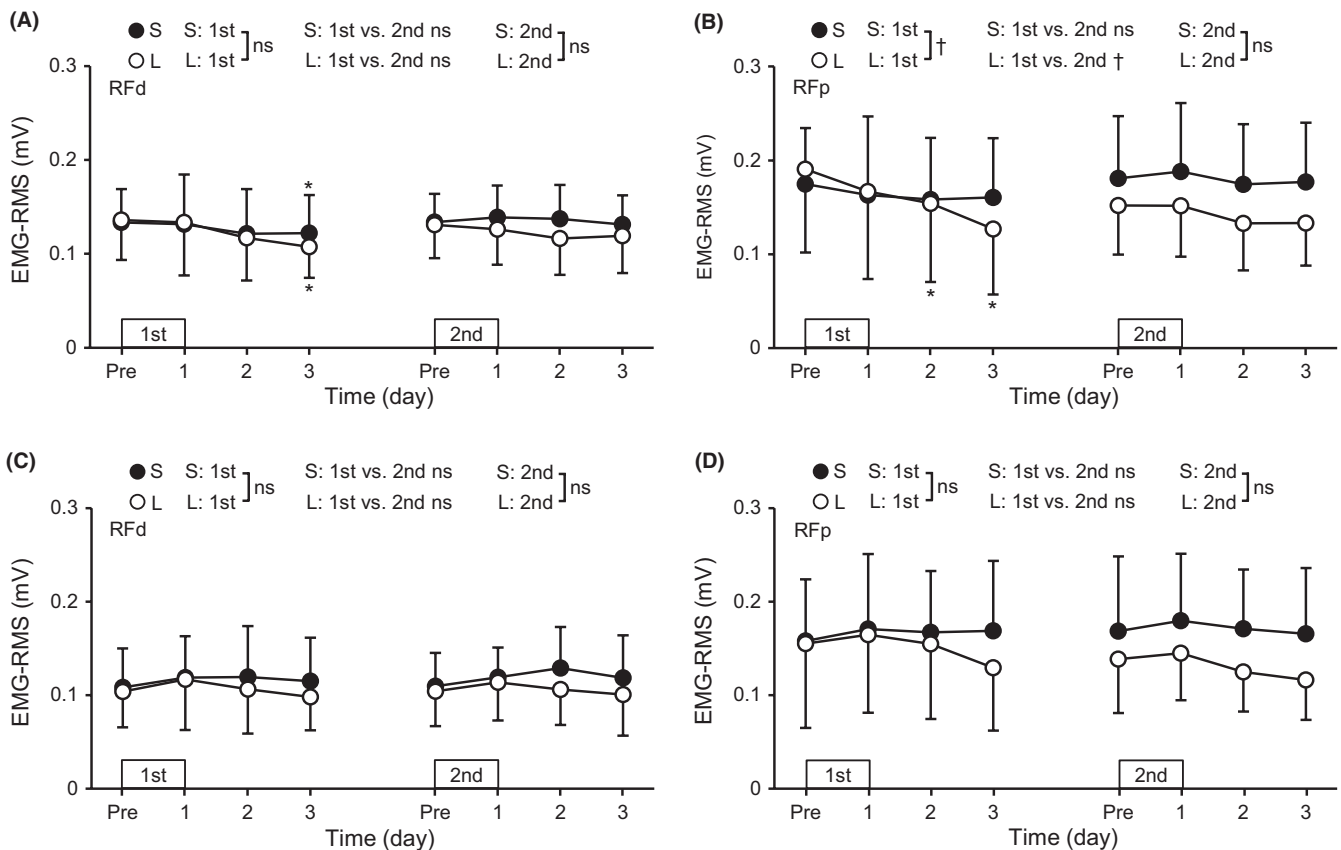 (A)
S S: 1st S: 1st vs. 2nd ns S: 2nd
ns ns
L L: 1st L: 1st vs. 2nd ns L: 2nd
0.3
RFd
0.2
*
0.1
*
1st 2nd
0
Pre 1 2 3 Pre 1 2 3
Time (day)
EMG-RMS (mV)
(B)
S S: 1st S: 1st vs. 2nd ns S: 2nd
† ns
L L: 1st L: 1st vs. 2nd † L: 2nd
0.3
RFp
0.2
0.1
* *
1st 2nd
0
Pre 1 2 3 Pre 1 2 3
Time (day)
EMG-RMS (mV)
(C)
S S: 1st S: 1st vs. 2nd ns S: 2nd
ns ns
L L: 1st L: 1st vs. 2nd ns L: 2nd
0.3
RFd
0.2
0.1
1st 2nd
0
Pre 1 2 3 Pre 1 2 3
Time (day)
EMG-RMS (mV)
(D)
S S: 1st S: 1st vs. 2nd ns S: 2nd
ns ns
L L: 1st L: 1st vs. 2nd ns L: 2nd
0.3
RFp
0.2
0.1
1st 2nd
0
Pre 1 2 3 Pre 1 2 3
Time (day)
EMG-RMS (mV)